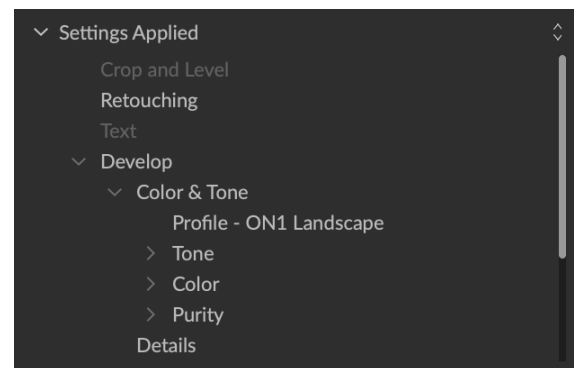 Settings Applied
Crop and Level
Retouching
Text
Develop
Color & Tone
Profile - ON1 Landscape
Tone
Color
Purity
Details